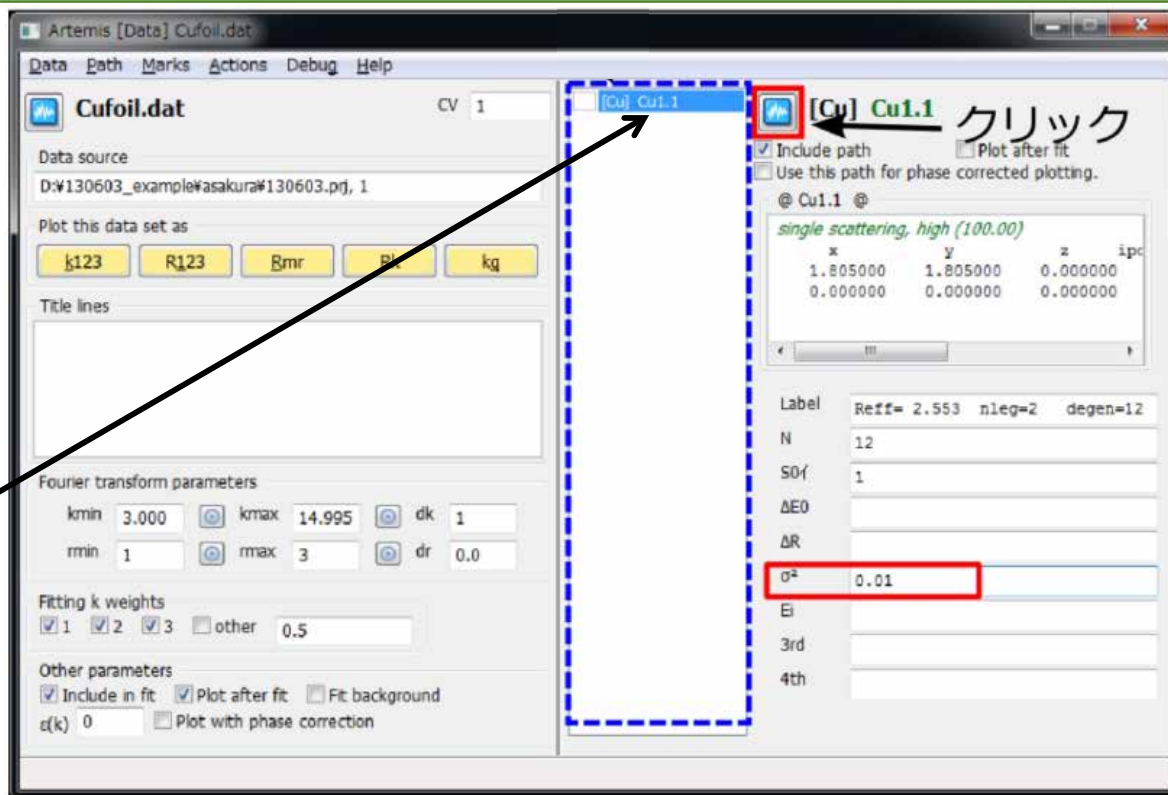 Artemis [Data] Cufoil.dat
Data Path Marks Actions Debug Help
Cufoil.dat CV 1
Data source
D:¥130603_example¥asakura¥130603.prj, 1
Plot this data set as
k123 R123 Rmr Rk kq
Title lines
Fourier transform parameters
kmin 3.000 kmax 14.995 dk 1
rmin 1 rmax 3 dr 0.0
Fitting k weights
1 2 3 other 0.5
Other parameters
Include in fit Plot after fit Fit background
ε(k) 0 Plot with phase correction
[Cu] Cu1.1
[Cu] Cu1.1 クリック
Include path Plot after fit
Use this path for phase corrected plotting.
@ Cu1.1 @
single scattering, high (100.00)
x y z ipo
1.805000 1.805000 0.000000
0.000000 0.000000 0.000000
Label Reff= 2.553 nleg=2 degen=12
N 12
S0ｲ 1
ΔE0
ΔR
σ² 0.01
Ei
3rd
4th